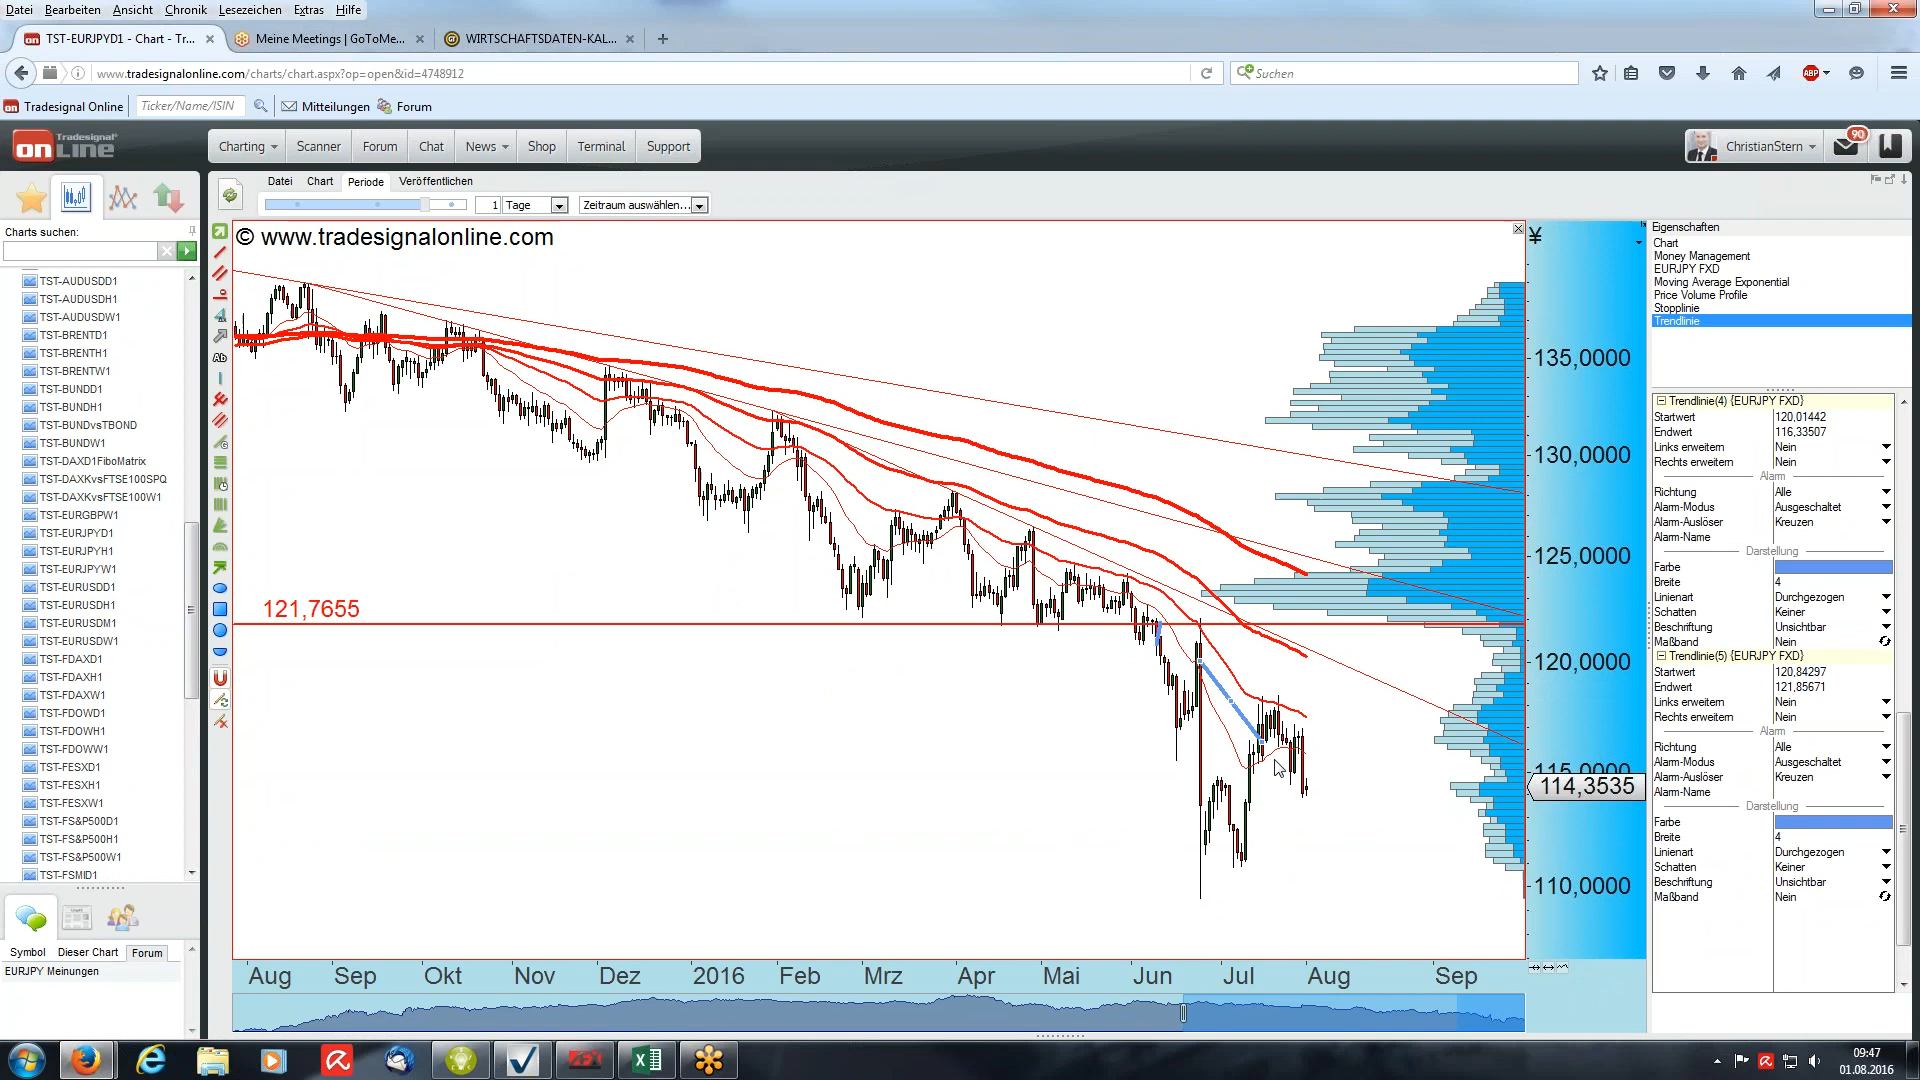 Datei Bearbeiten Ansicht Chronik Lesezeichen Extras Hilfe
TST-EURJPYD1 - Chart - Tr... Meine Meetings | GoToMe... WIRTSCHAFTSDATEN-KAL...
www.tradesignalonline.com/charts/chart.aspx?op=open&id=4748912 Suchen ABP
Tradesignal Online Ticker/Name/ISIN Mitteilungen Forum
Tradesignal®
on LINE
Charting Scanner Forum Chat News Shop Terminal Support ChristianStern 90
Datei Chart Periode Veröffentlichen
1 Tage Zeitraum auswählen...
Charts suchen:
TST-AUDUSDD1
TST-AUDUSDH1
TST-AUDUSDW1
TST-BRENTD1
TST-BRENTH1
TST-BRENTW1
TST-BUNDD1
TST-BUNDH1
TST-BUNDvsTBOND
TST-BUNDW1
TST-DAXD1FiboMatrix
TST-DAXKvsFTSE100SPQ
TST-DAXKvsFTSE100W1
TST-EURGBPW1
TST-EURJPYD1
TST-EURJPYH1
TST-EURJPYW1
TST-EURUSDD1
TST-EURUSDH1
TST-EURUSDM1
TST-EURUSDW1
TST-FDAXD1
TST-FDAXH1
TST-FDAXW1
TST-FDOWD1
TST-FDOWH1
TST-FDOWW1
TST-FESXD1
TST-FESXH1
TST-FESXW1
TST-FS&P500D1
TST-FS&P500H1
TST-FS&P500W1
TST-FSMID1
Symbol Dieser Chart Forum
EURJPY Meinungen
Ab
© www.tradesignalonline.com
121,7655
¥
135,0000
130,0000
125,0000
120,0000
115,0000
114,3535
110,0000
Aug Sep Okt Nov Dez 2016 Feb Mrz Apr Mai Jun Jul Aug Sep
Eigenschaften
Chart
Money Management
EURJPY FXD
Moving Average Exponential
Price Volume Profile
Stopplinie
Trendlinie
Trendlinie(4) {EURJPY FXD}
Startwert 120,01442
Endwert 116,33507
Links erweitern Nein
Rechts erweitern Nein
Alarm
Richtung Alle
Alarm-Modus Ausgeschaltet
Alarm-Auslöser Kreuzen
Alarm-Name
Darstellung
Farbe
Breite 4
Linienart Durchgezogen
Schatten Keiner
Beschriftung Unsichtbar
Maßband Nein
Trendlinie(5) {EURJPY FXD}
Startwert 120,84297
Endwert 121,85671
Links erweitern Nein
Rechts erweitern Nein
Alarm
Richtung Alle
Alarm-Modus Ausgeschaltet
Alarm-Auslöser Kreuzen
Alarm-Name
Darstellung
Farbe
Breite 4
Linienart Durchgezogen
Schatten Keiner
Beschriftung Unsichtbar
Maßband Nein
09:47
01.08.2016